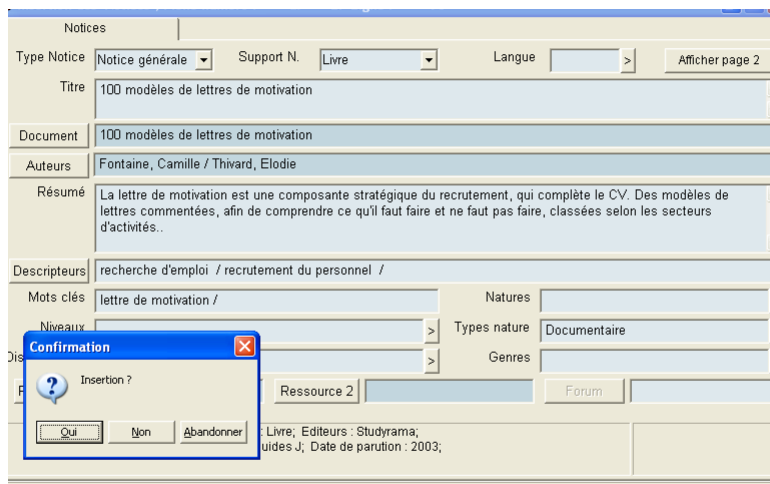 Notices
Type Notice Notice générale Support N. Livre Langue > Afficher page 2
Titre 100 modèles de lettres de motivation
Document 100 modèles de lettres de motivation
Auteurs Fontaine, Camille / Thivard, Elodie
Résumé La lettre de motivation est une composante stratégique du recrutement, qui complète le CV. Des modèles de
lettres commentées, afin de comprendre ce qu'il faut faire et ne faut pas faire, classées selon les secteurs
d'activités..
Descripteurs recherche d'emploi / recrutement du personnel /
Mots clés lettre de motivation / Natures
Niveaux > Types nature Documentaire
> Genres
Confirmation
Insertion ?
Oui Non Abandonner
Ressource 2 Forum
: Livre; Editeurs : Studyrama;
uides J; Date de parution : 2003;